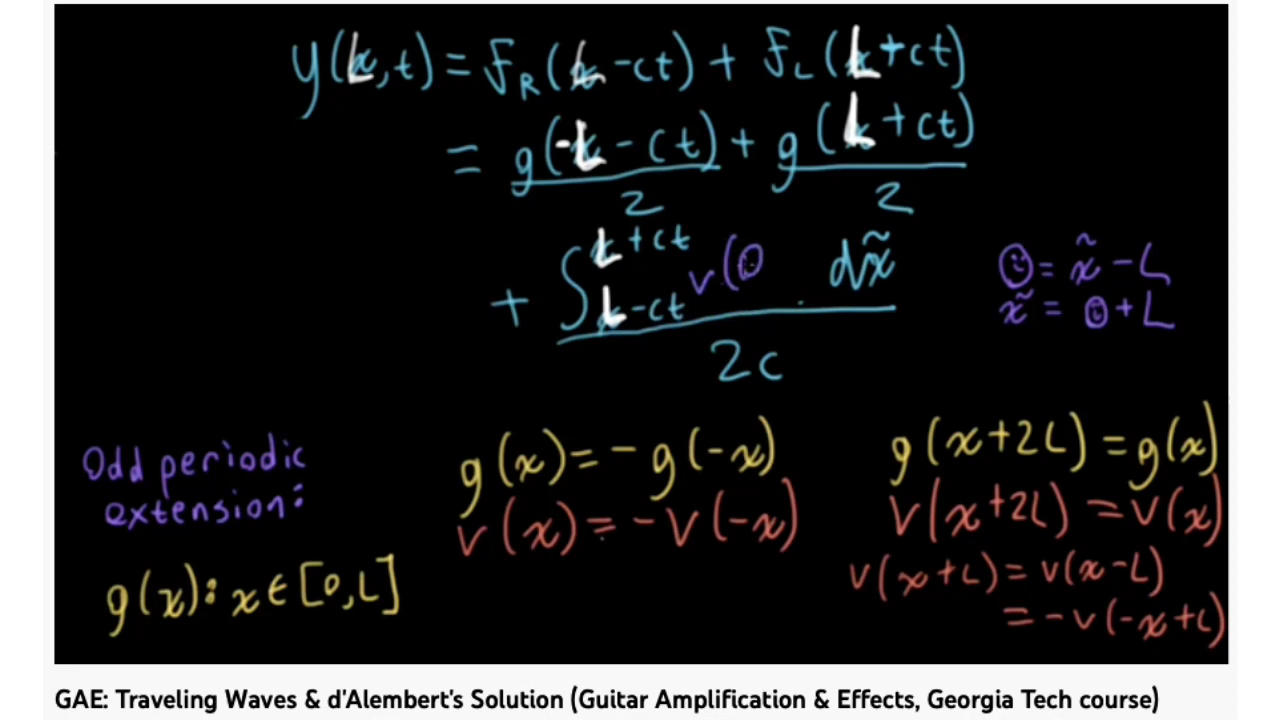 y(L,t) = F_R(L-ct) + F_L(L+ct)
= g(-L-ct)/2 + g(L+ct)/2
+ ∫_{L-ct}^{L+ct} v(☺ dx̃ / 2c
☺ = x̃ - L
x̃ = ☺ + L
Odd periodic
extension:
g(x): x ∈ [0,L]
g(x) = -g(-x)
v(x) = -v(-x)
g(x+2L) = g(x)
v(x+2L) = v(x)
v(x+L) = v(x-L)
= -v(-x+L)
GAE: Traveling Waves & d'Alembert's Solution (Guitar Amplification & Effects, Georgia Tech course)